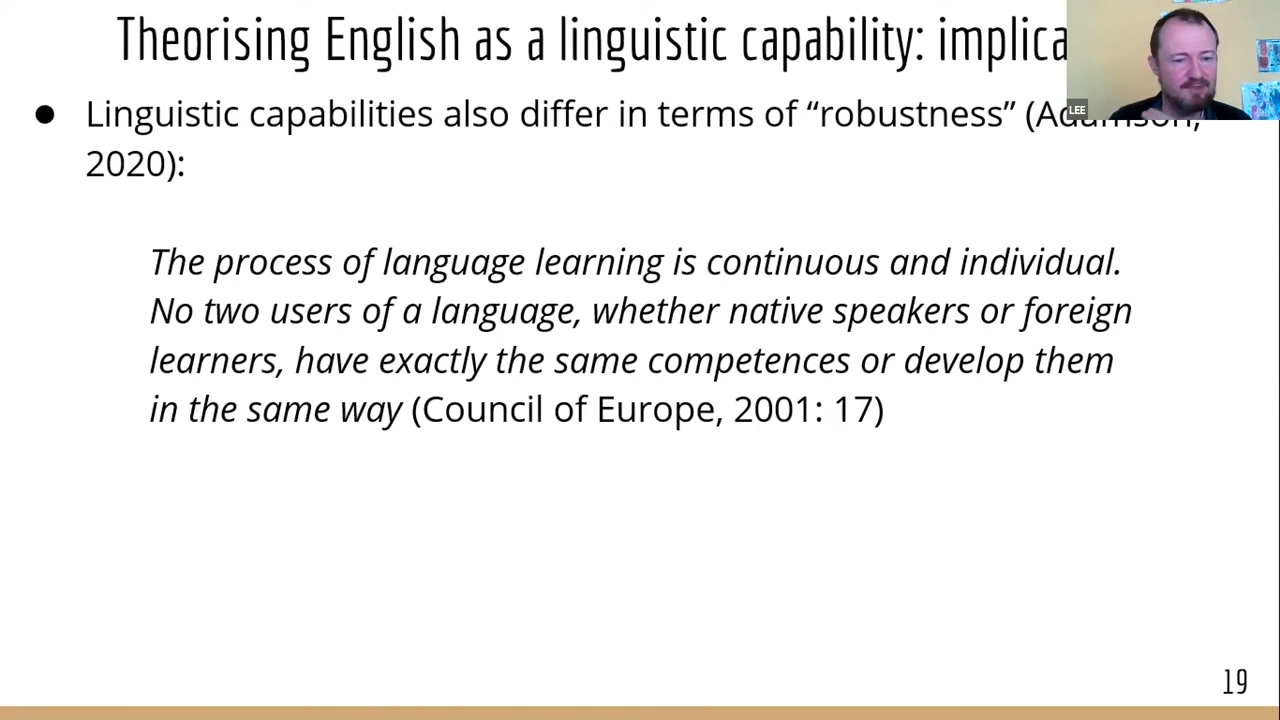 Theorising English as a linguistic capability:
LEE
● Linguistic capabilities also differ in terms of “robustness”
2020):
The process of language learning is continuous and individual.
No two users of a language, whether native speakers or foreign
learners, have exactly the same competences or develop them
in the same way (Council of Europe, 2001: 17)
19